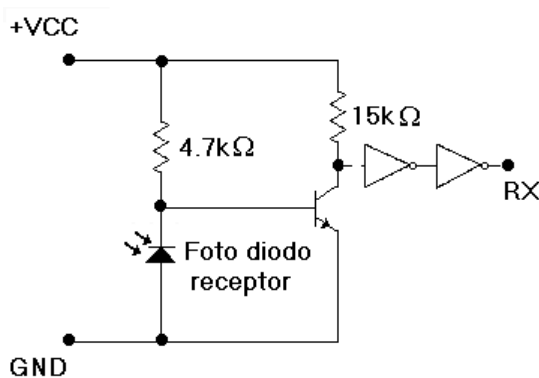 +VCC
15kΩ
4.7kΩ
RX
Foto diodo
receptor
GND